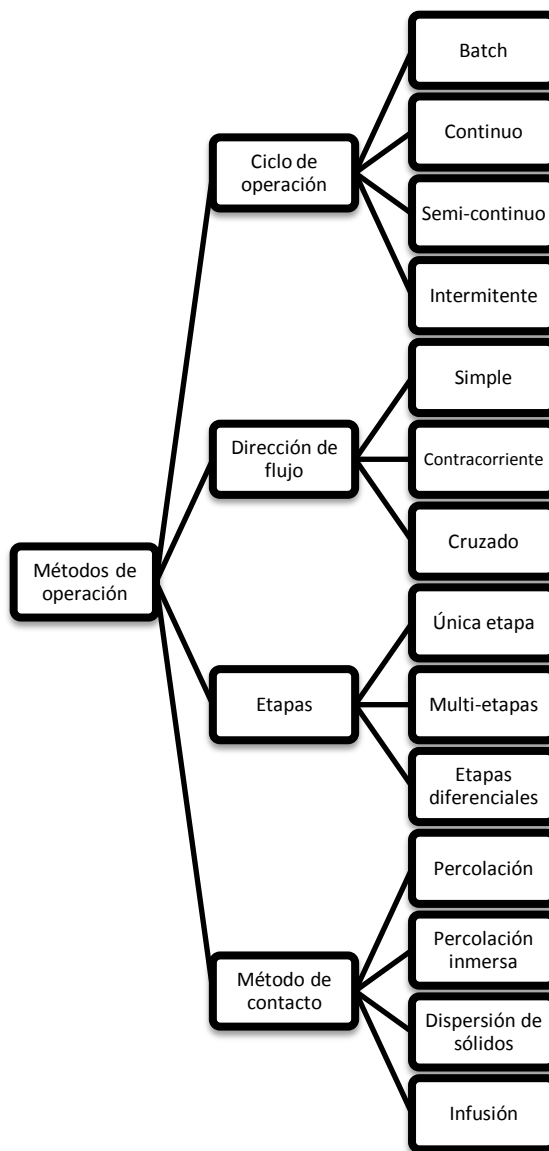 Métodos de
operación
Ciclo de
operación
Batch
Continuo
Semi-continuo
Intermitente
Dirección de
flujo
Simple
Contracorriente
Cruzado
Etapas
Única etapa
Multi-etapas
Etapas
diferenciales
Método de
contacto
Percolación
Percolación
inmersa
Dispersión de
sólidos
Infusión